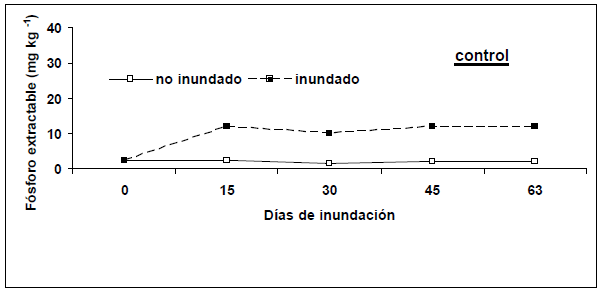 40
30
20
10
0
Fósforo extractable (mg kg -1)
control
no inundado
inundado
0 15 30 45 63
Días de inundación